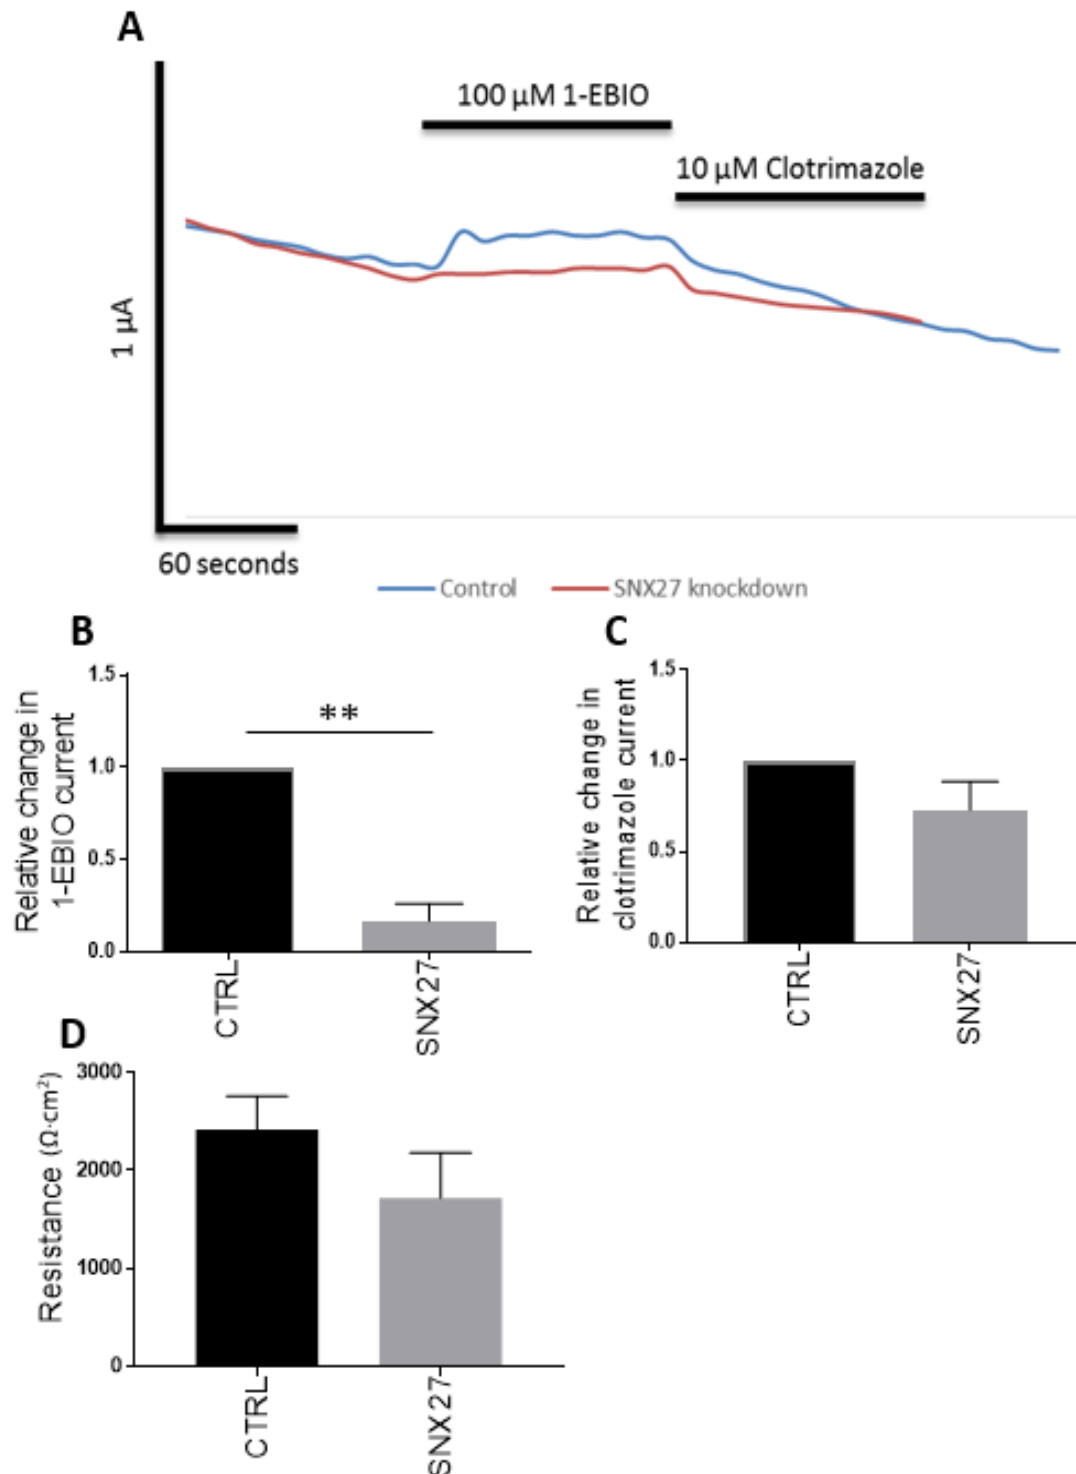 A
100 µM 1-EBIO
10 µM Clotrimazole
1 µA
60 seconds
Control
SNX27 knockdown
B
Relative change in
1-EBIO current
1.5
1.0
0.5
0.0
**
CTRL
SNX27
C
Relative change in
clotrimazole current
1.5
1.0
0.5
0.0
CTRL
SNX27
D
Resistance (Ω·cm²)
3000
2000
1000
0
CTRL
SNX27